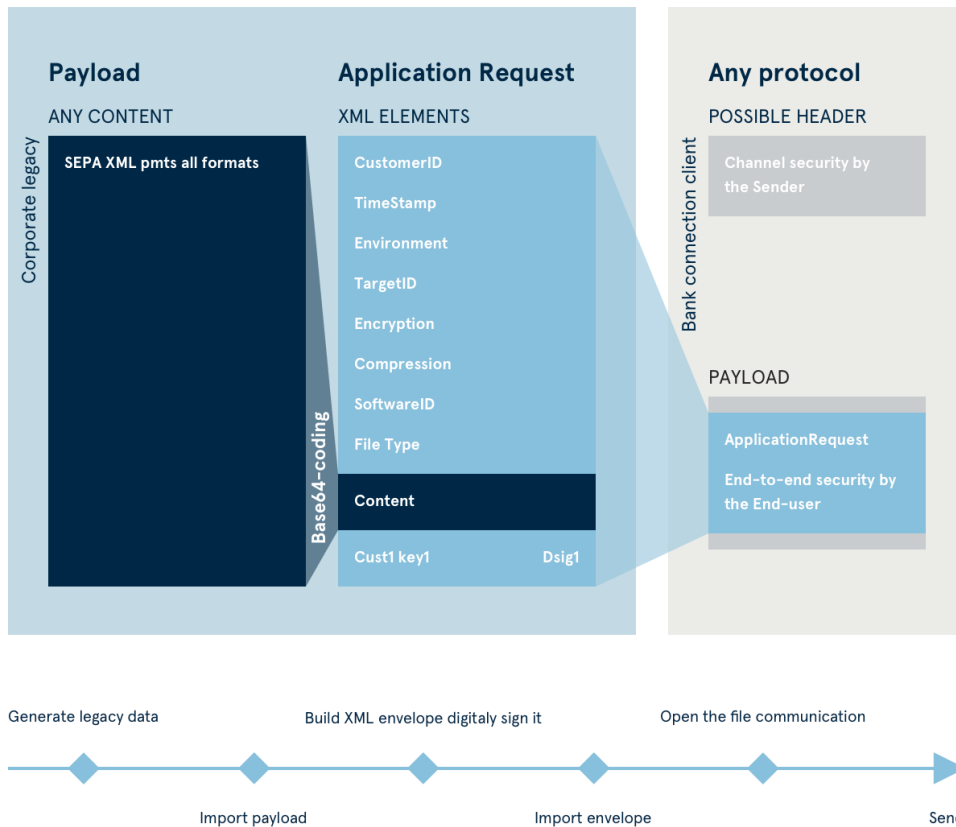 Payload
ANY CONTENT
Corporate legacy
SEPA XML pmts all formats
Base64-coding
Application Request
XML ELEMENTS
CustomerID
TimeStamp
Environment
TargetID
Encryption
Compression
SoftwareID
File Type
Content
Cust1 key1 Dsig1
Any protocol
POSSIBLE HEADER
Bank connection client
Channel security by
the Sender
PAYLOAD
ApplicationRequest
End-to-end security by
the End-user
Generate legacy data
Build XML envelope digitaly sign it
Open the file communication
Import payload
Import envelope